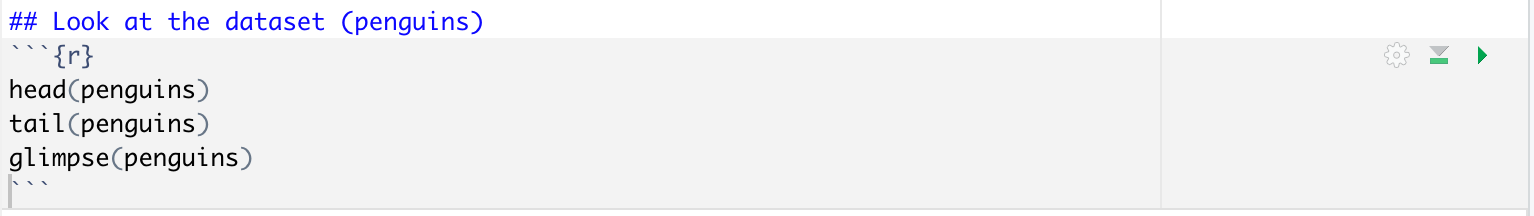 ## Look at the dataset (penguins)
```{r}
head(penguins)
tail(penguins)
glimpse(penguins)
```